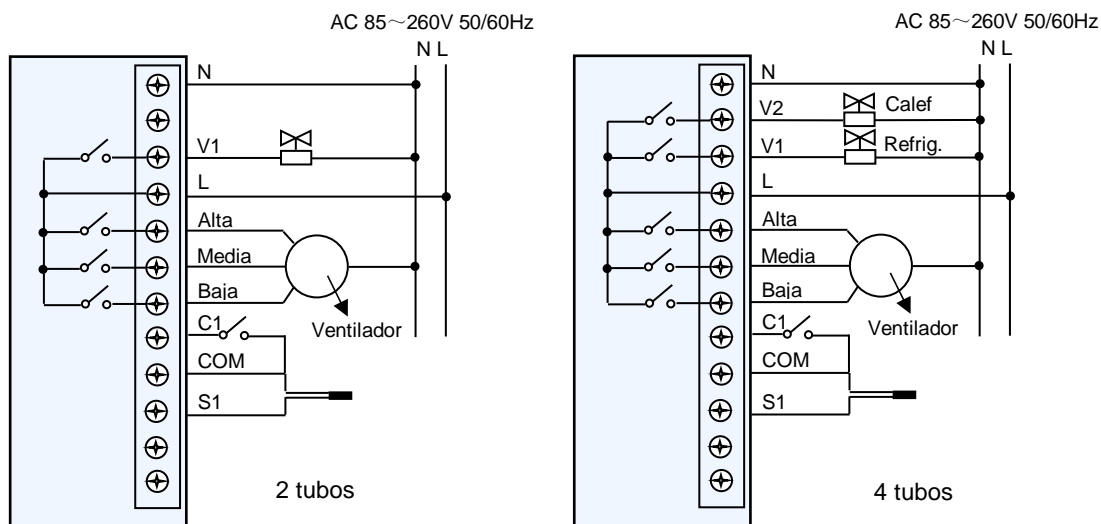 AC 85～260V 50/60Hz
N L
N
V1
L
Alta
Media
Baja
Ventilador
C1
COM
S1
2 tubos
AC 85～260V 50/60Hz
N L
N
V2
Calef
V1
Refrig.
L
Alta
Media
Baja
Ventilador
C1
COM
S1
4 tubos